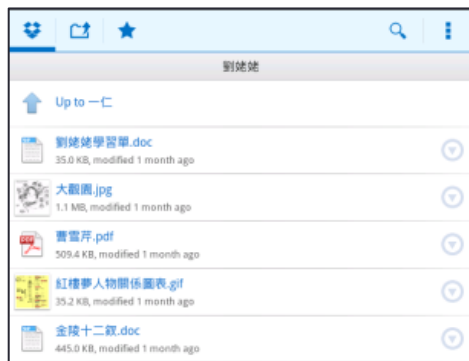 劉姥姥
Up to 一仁
劉姥姥學習單.doc
35.0 KB, modified 1 month ago
大觀園.jpg
1.1 MB, modified 1 month ago
曹雪芹.pdf
509.4 KB, modified 1 month ago
紅樓夢人物關係圖表.gif
35.2 KB, modified 1 month ago
金陵十二釵.doc
445.0 KB, modified 1 month ago